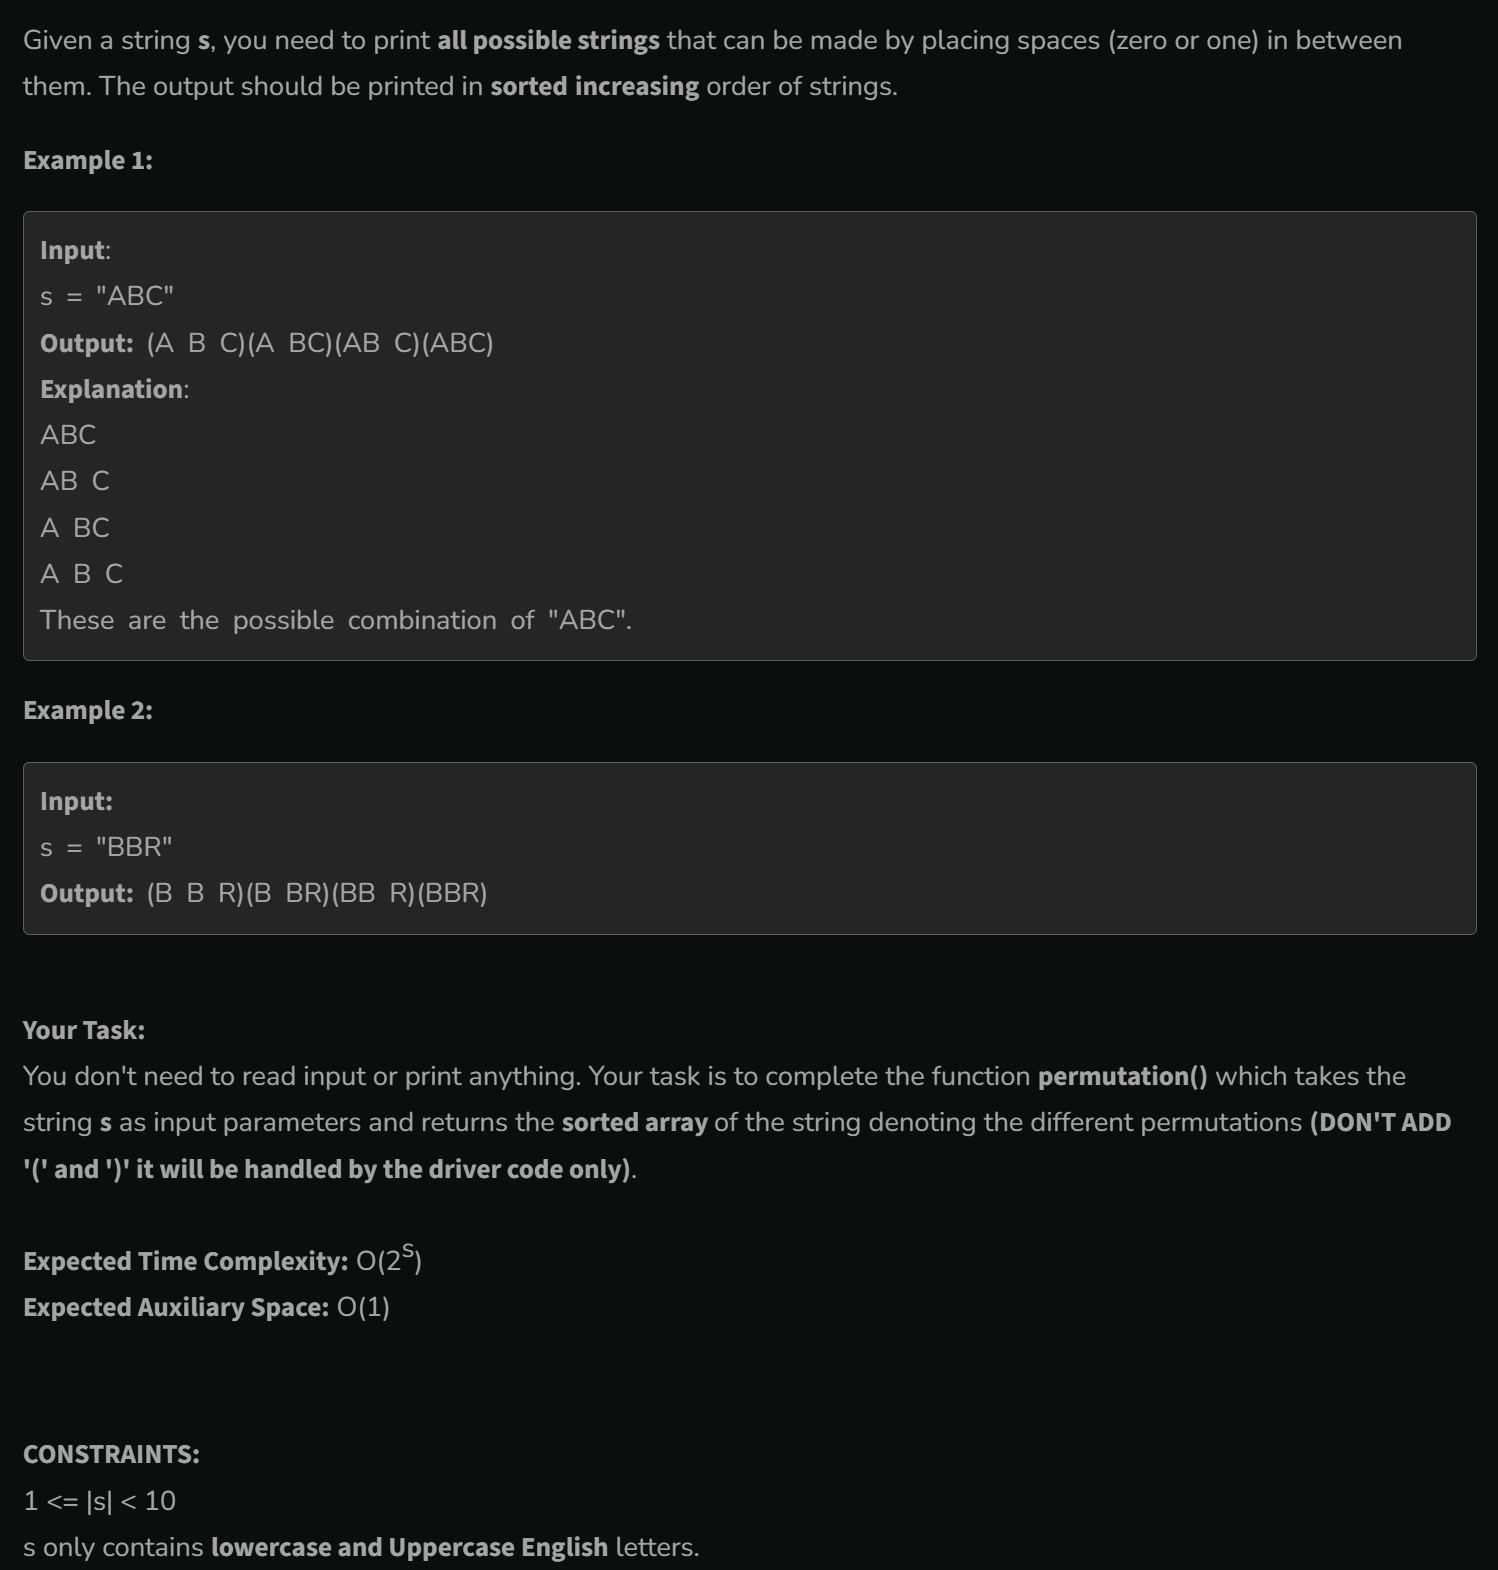 Given a string s, you need to print all possible strings that can be made by placing spaces (zero or one) in between
them. The output should be printed in sorted increasing order of strings.
Example 1:
Input:
s = "ABC"
Output: (A B C)(A BC)(AB C)(ABC)
Explanation:
ABC
AB C
A BC
A B C
These are the possible combination of "ABC".
Example 2:
Input:
s = "BBR"
Output: (B B R)(B BR)(BB R)(BBR)
Your Task:
You don't need to read input or print anything. Your task is to complete the function permutation() which takes the
string s as input parameters and returns the sorted array of the string denoting the different permutations (DON'T ADD
'(' and ')' it will be handled by the driver code only).
Expected Time Complexity: O(2^s)
Expected Auxiliary Space: O(1)
CONSTRAINTS:
1 <= |s| < 10
s only contains lowercase and Uppercase English letters.